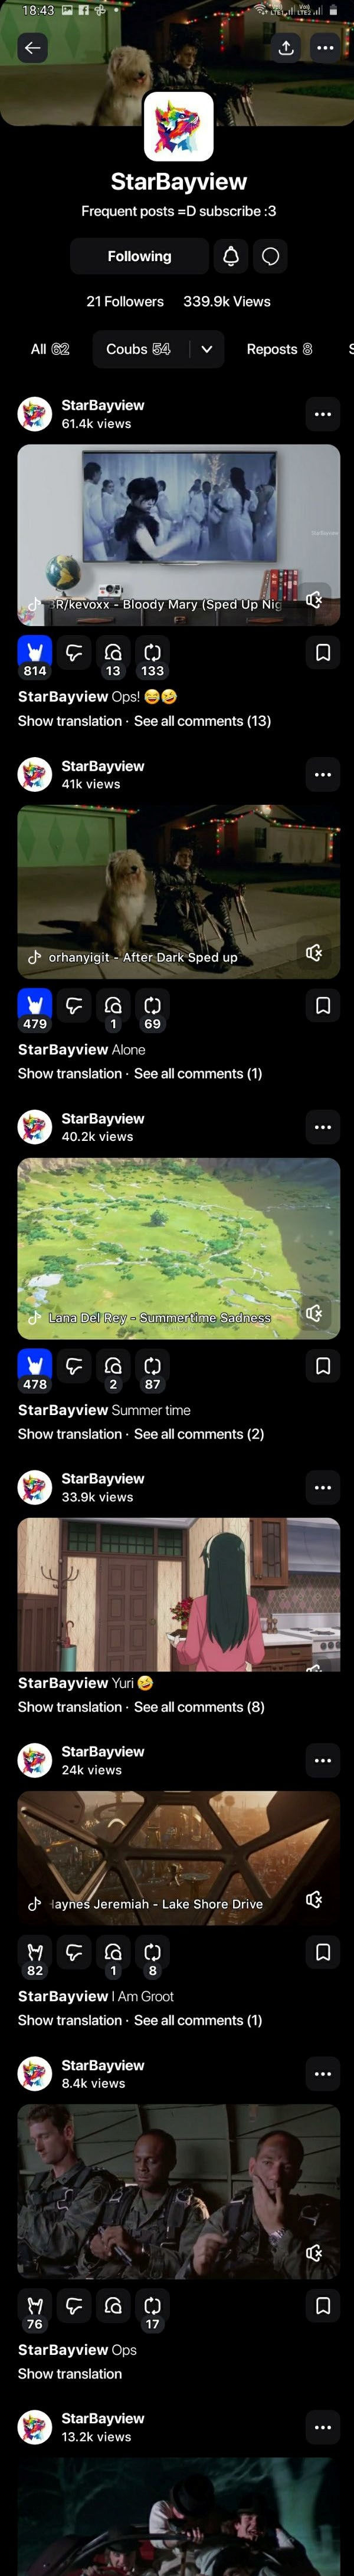 18:43
StarBayview
Frequent posts =D subscribe :3
Following
21 Followers 339.9k Views
All 62 Coubs 54 Reposts 8 S
StarBayview
61.4k views
StarBayview
3R/kevoxx - Bloody Mary (Sped Up Nig
814 13 133
StarBayview Ops! 😂🤣
Show translation · See all comments (13)
StarBayview
41k views
orhanyigit - After Dark Sped up
479 1 69
StarBayview Alone
Show translation · See all comments (1)
StarBayview
40.2k views
Lana Del Rey - Summertime Sadness
478 2 87
StarBayview Summer time
Show translation · See all comments (2)
StarBayview
33.9k views
StarBayview Yuri 🤣
Show translation · See all comments (8)
StarBayview
24k views
Haynes Jeremiah - Lake Shore Drive
82 1 8
StarBayview I Am Groot
Show translation · See all comments (1)
StarBayview
8.4k views
76 17
StarBayview Ops
Show translation
StarBayview
13.2k views